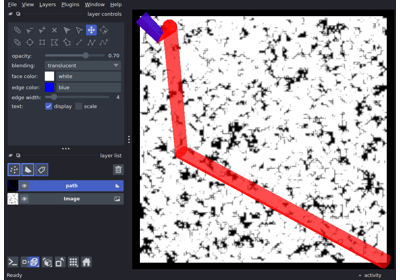 File View Layers Plugins Window Help
layer controls
opacity: 0.70
blending: translucent
face color: white
edge color: blue
edge width: 4
text: display scale
layer list
path
Image
Ready
activity